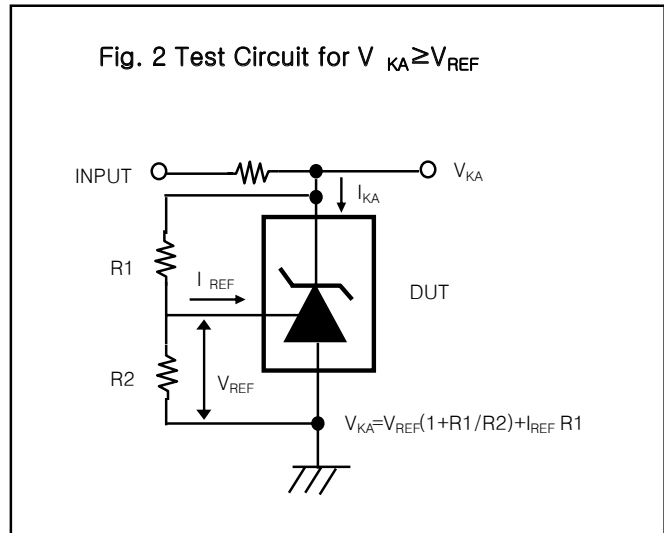 Fig. 2 Test Circuit for V KA≥VREF
INPUT
VKA
IKA
R1
I REF
DUT
R2
VREF
VKA=VREF(1+R1/R2)+IREF R1